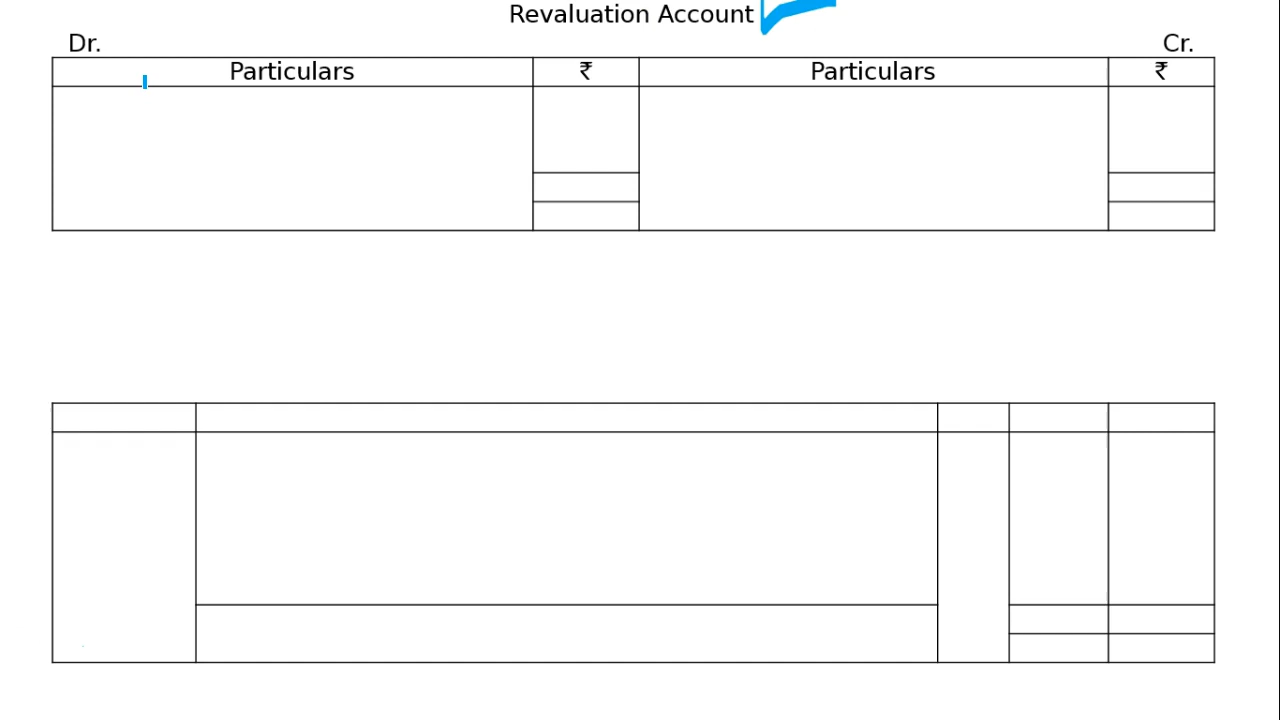 Revaluation Account
Dr. Cr.
Particulars ₹ Particulars ₹